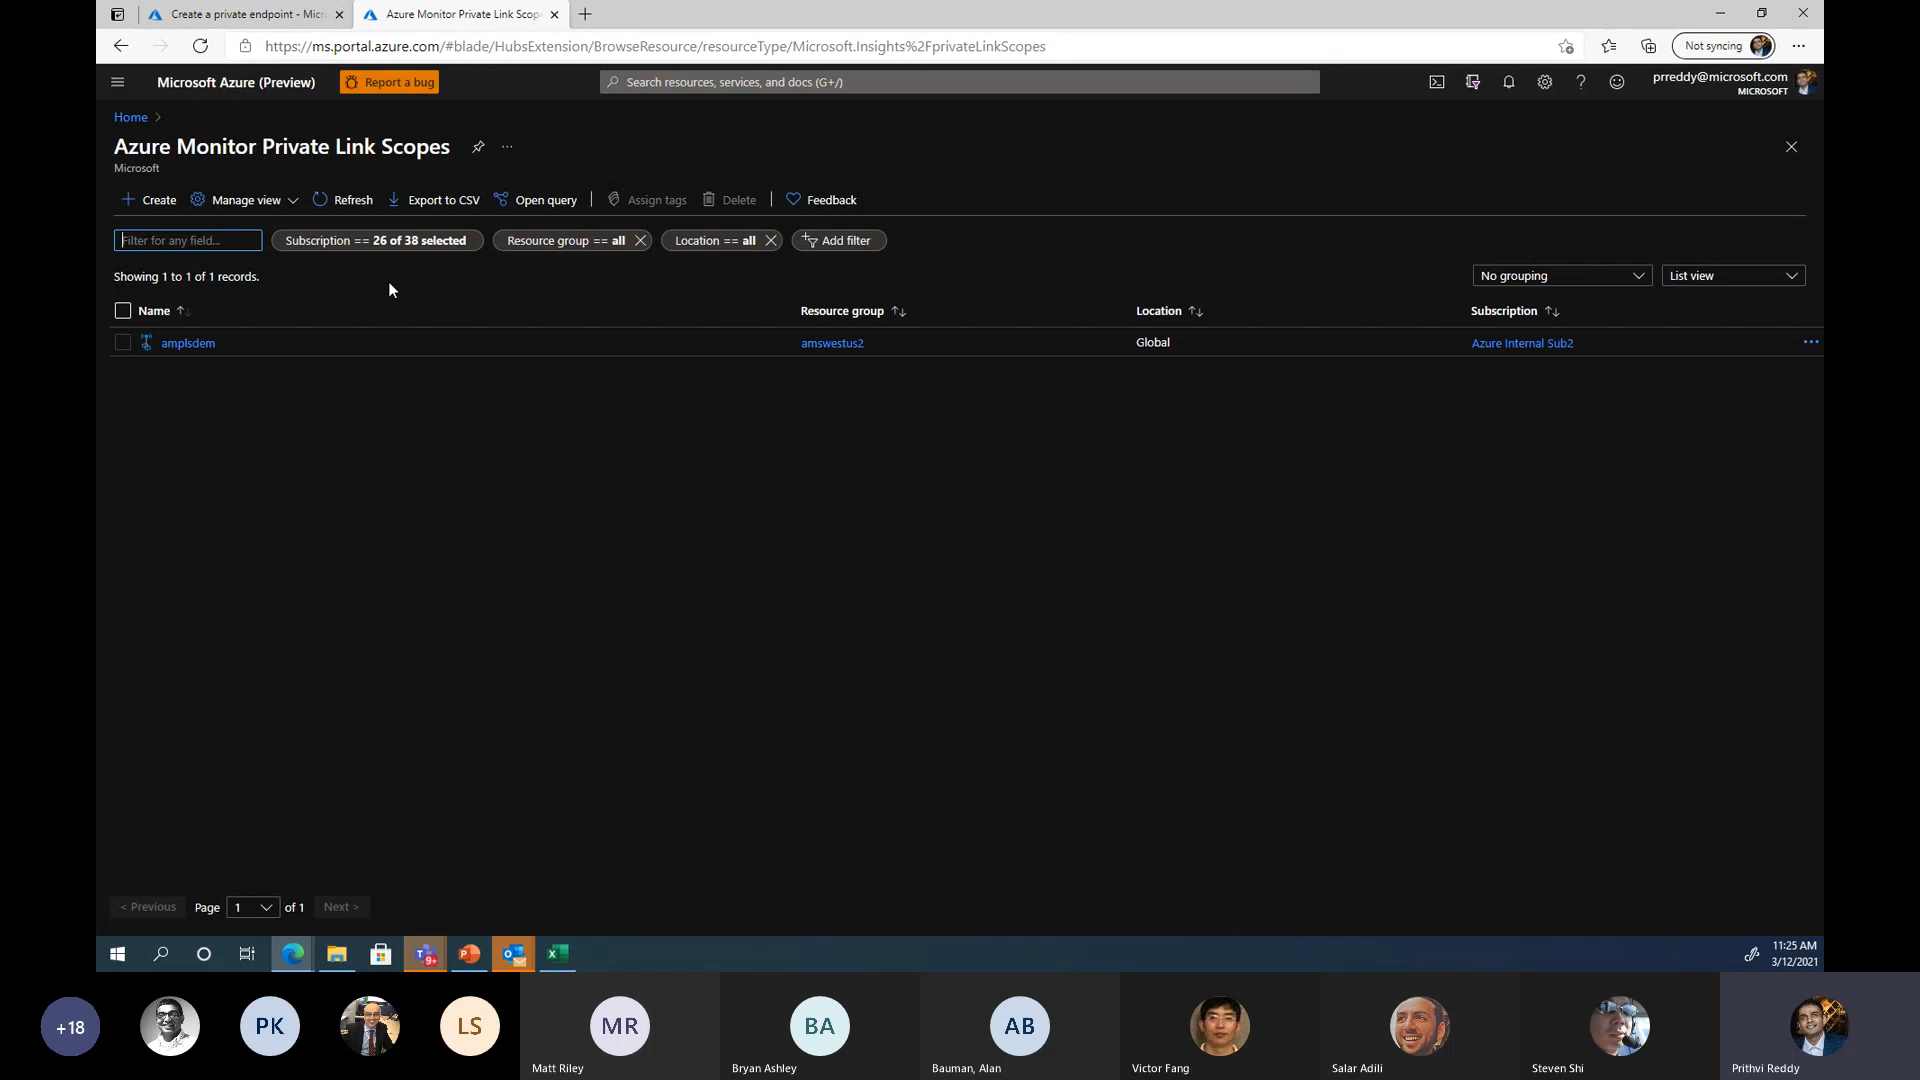 Create a private endpoint - Micr
Azure Monitor Private Link Scop
https://ms.portal.azure.com/#blade/HubsExtension/BrowseResource/resourceType/Microsoft.Insights%2FprivateLinkScopes
Not syncing
Microsoft Azure (Preview)
Report a bug
Search resources, services, and docs (G+/)
prreddy@microsoft.com
MICROSOFT
Home >
Azure Monitor Private Link Scopes
Microsoft
Create
Manage view
Refresh
Export to CSV
Open query
Assign tags
Delete
Feedback
Filter for any field...
Subscription == 26 of 38 selected
Resource group == all
Location == all
Add filter
Showing 1 to 1 of 1 records.
No grouping
List view
Name
Resource group
Location
Subscription
amplsdem
amswestus2
Global
Azure Internal Sub2
< Previous
Page
1
of 1
Next >
9+
11:25 AM
3/12/2021
+18
PK
LS
MR
BA
AB
Matt Riley
Bryan Ashley
Bauman, Alan
Victor Fang
Salar Adili
Steven Shi
Prithvi Reddy